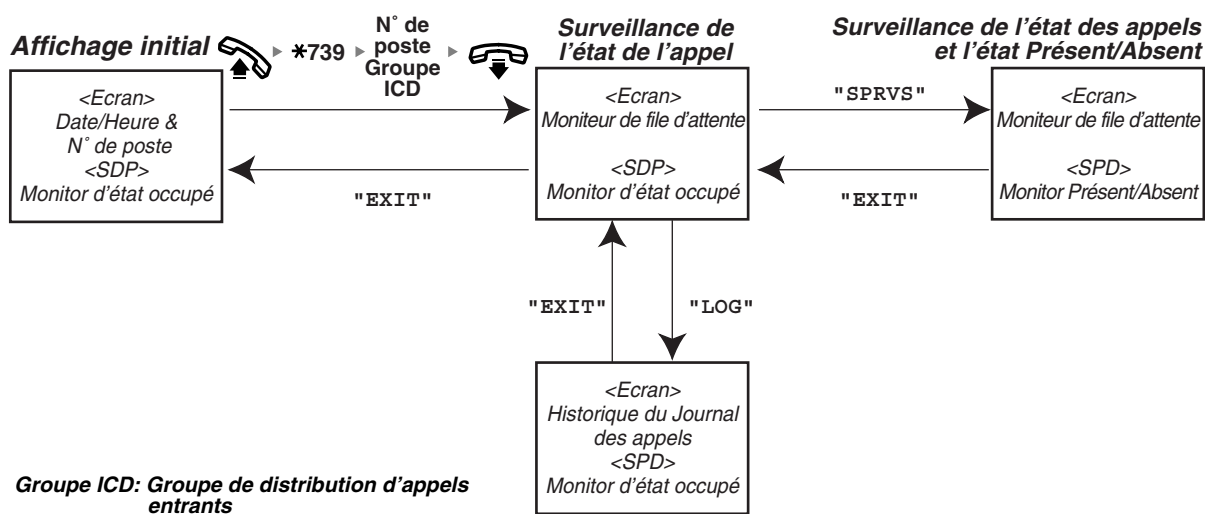 Affichage initial
*739
N° de
poste
Groupe
ICD
Surveillance de
l'état de l'appel
Surveillance de l'état des appels
et l'état Présent/Absent
<Ecran>
Date/Heure &
N° de poste
<SDP>
Monitor d'état occupé
"EXIT"
<Ecran>
Moniteur de file d'attente
<SDP>
Monitor d'état occupé
"SPRVS"
"EXIT"
<Ecran>
Moniteur de file d'attente
<SPD>
Monitor Présent/Absent
"EXIT"
"LOG"
<Ecran>
Historique du Journal
des appels
<SPD>
Monitor d'état occupé
Groupe ICD: Groupe de distribution d'appels
entrants